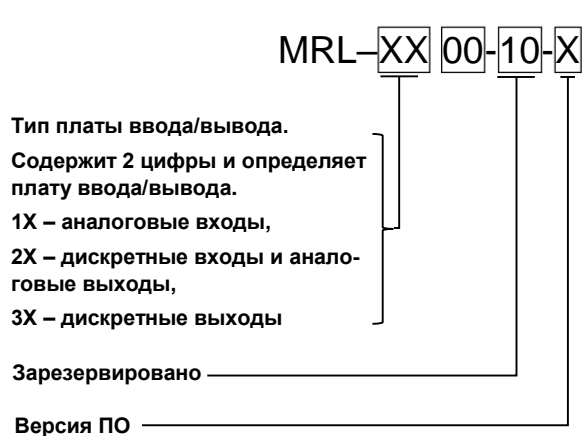 MRL–XX 00-10-X
Тип платы ввода/вывода.
Содержит 2 цифры и определяет
плату ввода/вывода.
1X – аналоговые входы,
2X – дискретные входы и анало-
говые выходы,
3X – дискретные выходы
Зарезервировано
Версия ПО